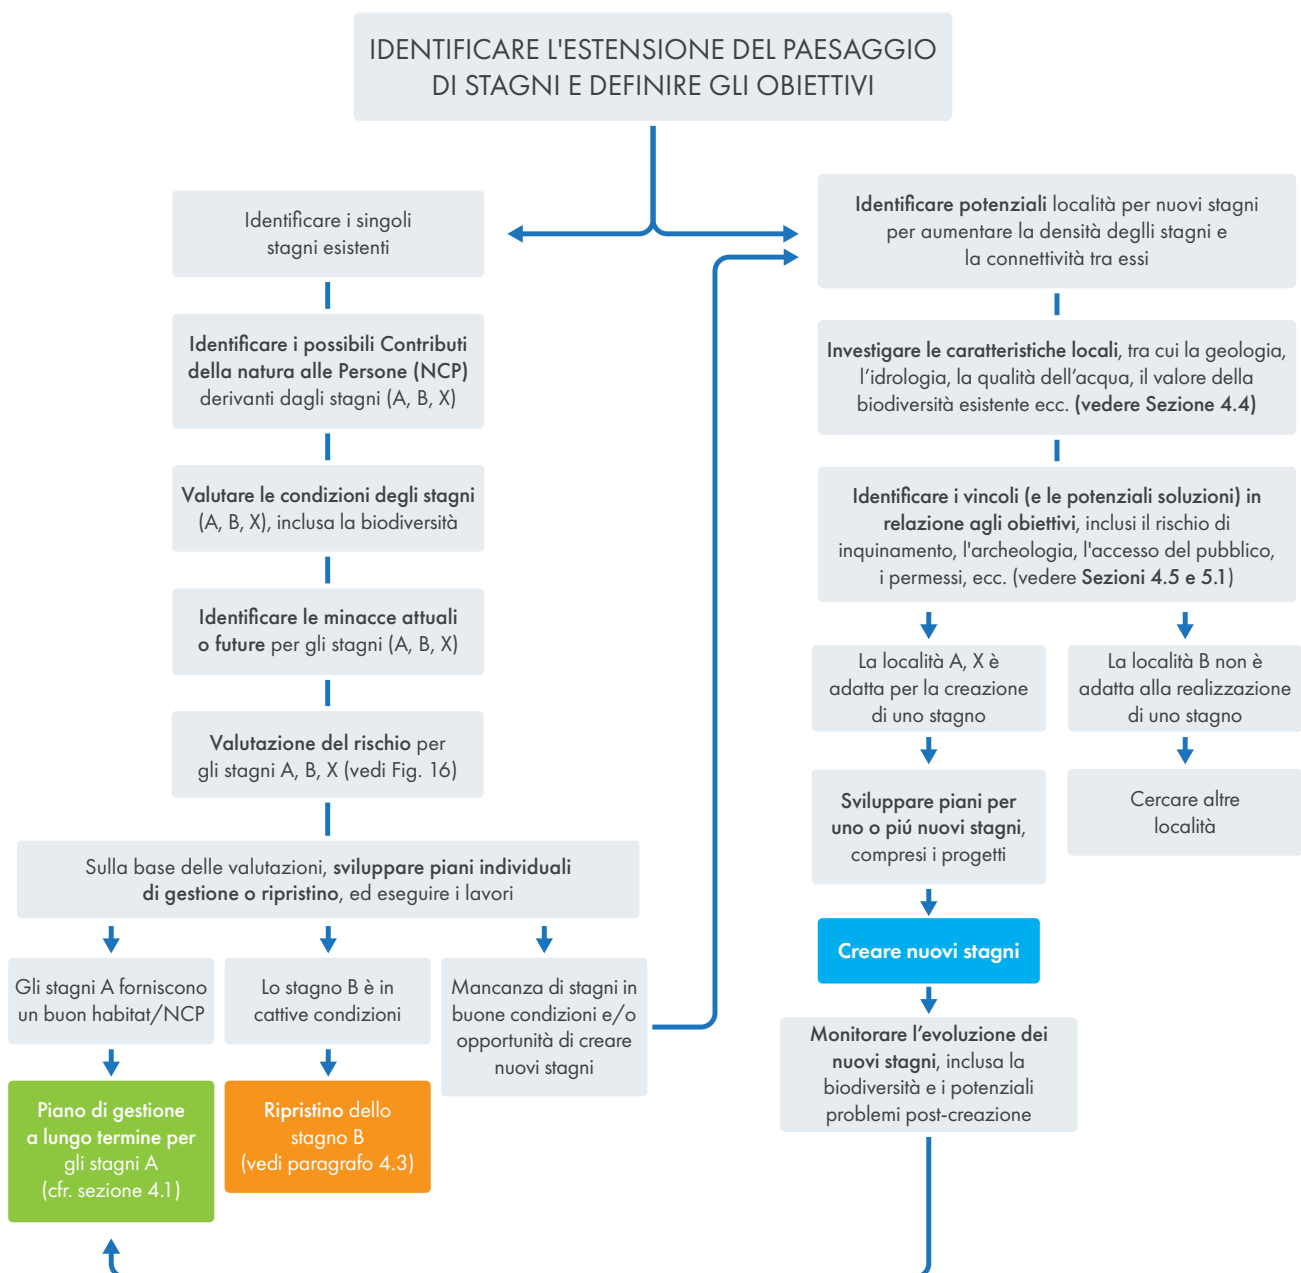 IDENTIFICARE L'ESTENSIONE DEL PAESAGGIO
DI STAGNI E DEFINIRE GLI OBIETTIVI
Identificare i singoli
stagni esistenti
Identificare i possibili Contributi
della natura alle Persone (NCP)
derivanti dagli stagni (A, B, X)
Valutare le condizioni degli stagni
(A, B, X), inclusa la biodiversità
Identificare le minacce attuali
o future per gli stagni (A, B, X)
Valutazione del rischio per
gli stagni A, B, X (vedi Fig. 16)
Sulla base delle valutazioni, sviluppare piani individuali
di gestione o ripristino, ed eseguire i lavori
Gli stagni A forniscono
un buon habitat/NCP
Piano di gestione
a lungo termine per
gli stagni A
(cfr. sezione 4.1)
Lo stagno B è in
cattive condizioni
Ripristino dello
stagno B
(vedi paragrafo 4.3)
Mancanza di stagni in
buone condizioni e/o
opportunità di creare
nuovi stagni
Identificare potenziali località per nuovi stagni
per aumentare la densità deglli stagni e
la connettività tra essi
Investigare le caratteristiche locali, tra cui la geologia,
l’idrologia, la qualità dell’acqua, il valore della
biodiversità esistente ecc. (vedere Sezione 4.4)
Identificare i vincoli (e le potenziali soluzioni) in
relazione agli obiettivi, inclusi il rischio di
inquinamento, l'archeologia, l'accesso del pubblico,
i permessi, ecc. (vedere Sezioni 4.5 e 5.1)
La località A, X è
adatta per la creazione
di uno stagno
Sviluppare piani per
uno o piú nuovi stagni,
compresi i progetti
Creare nuovi stagni
Monitorare l’evoluzione dei
nuovi stagni, inclusa la
biodiversità e i potenziali
problemi post-creazione
La località B non è
adatta alla realizzazione
di uno stagno
Cercare altre
località